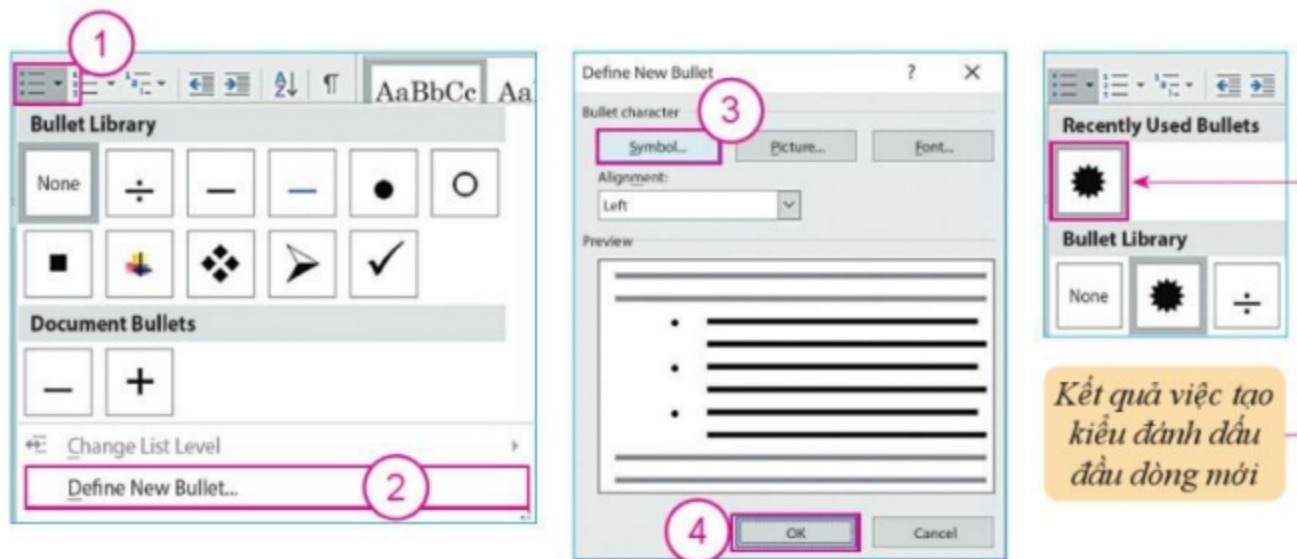 1
AaBbCc Aa
Bullet Library
None
Document Bullets
Change List Level
Define New Bullet...
2
Define New Bullet ? X
Bullet character
3
Symbol... Picture... Font...
Alignment:
Left
Preview
4
OK Cancel
Recently Used Bullets
Bullet Library
None
Kết quả việc tạo
kiểu đánh dấu
đầu dòng mới